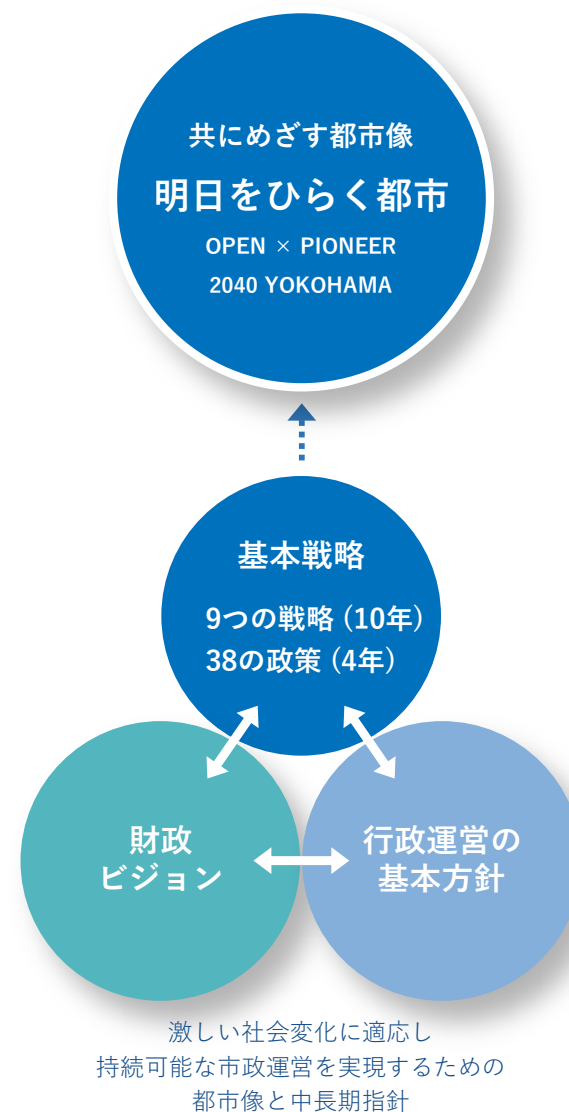 共にめざす都市像
明日をひらく都市
OPEN × PIONEER
2040 YOKOHAMA
基本戦略
9つの戦略 (10年)
38の政策 (4年)
財政
ビジョン
行政運営の
基本方針
激しい社会変化に適応し
持続可能な市政運営を実現するための
都市像と中長期指針